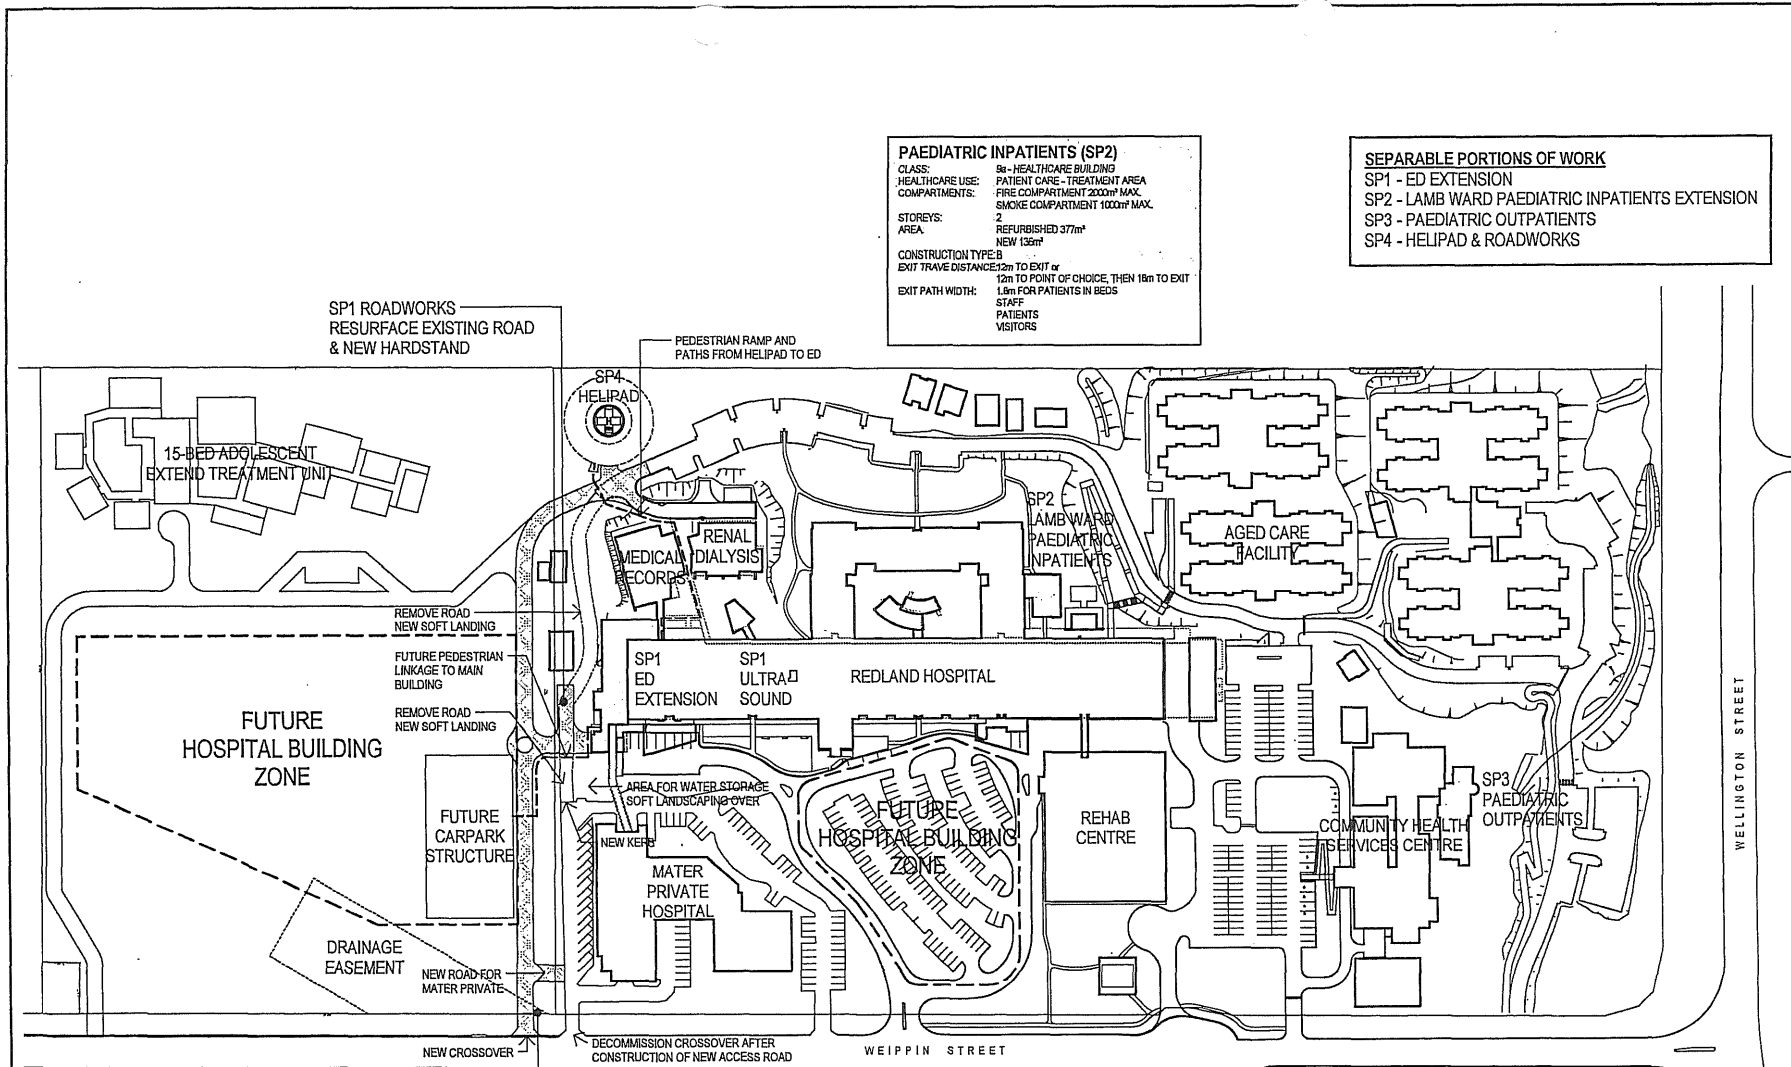 PAEDIATRIC INPATIENTS (SP2)
CLASS: 9a - HEALTHCARE BUILDING
HEALTHCARE USE: PATIENT CARE - TREATMENT AREA
COMPARTMENTS: FIRE COMPARTMENT 2000m² MAX.
SMOKE COMPARTMENT 1000m² MAX.
STOREYS: 2
AREA. REFURBISHED 377m²
NEW 136m²
CONSTRUCTION TYPE: B
EXIT TRAVE DISTANCE: 12m TO EXIT or
12m TO POINT OF CHOICE, THEN 18m TO EXIT
EXIT PATH WIDTH: 1.8m FOR PATIENTS IN BEDS
STAFF
PATIENTS
VISITORS
SEPARABLE PORTIONS OF WORK
SP1 - ED EXTENSION
SP2 - LAMB WARD PAEDIATRIC INPATIENTS EXTENSION
SP3 - PAEDIATRIC OUTPATIENTS
SP4 - HELIPAD & ROADWORKS
SP1 ROADWORKS
RESURFACE EXISTING ROAD
& NEW HARDSTAND
PEDESTRIAN RAMP AND
PATHS FROM HELIPAD TO ED
SP4
HELIPAD
15-BED ADOLESCENT
EXTEND TREATMENT UNIT
RENAL
DIALYSIS
MEDICAL
RECORDS
SP2
LAMB WARD
PAEDIATRIC
INPATIENTS
AGED CARE
FACILITY
REMOVE ROAD
NEW SOFT LANDING
FUTURE PEDESTRIAN
LINKAGE TO MAIN
BUILDING
REMOVE ROAD
NEW SOFT LANDING
SP1
ED
EXTENSION
SP1
ULTRA
SOUND
REDLAND HOSPITAL
FUTURE
HOSPITAL BUILDING
ZONE
FUTURE
CARPARK
STRUCTURE
AREA FOR WATER STORAGE
SOFT LANDSCAPING OVER
NEW KERB
MATER
PRIVATE
HOSPITAL
FUTURE
HOSPITAL BUILDING
ZONE
REHAB
CENTRE
COMMUNITY HEALTH
SERVICES CENTRE
SP3
PAEDIATRIC
OUTPATIENTS
WELLINGTON STREET
DRAINAGE
EASEMENT
NEW ROAD FOR
MATER PRIVATE
NEW CROSSOVER
DECOMMISSION CROSSOVER AFTER
CONSTRUCTION OF NEW ACCESS ROAD
WEIPPIN STREET